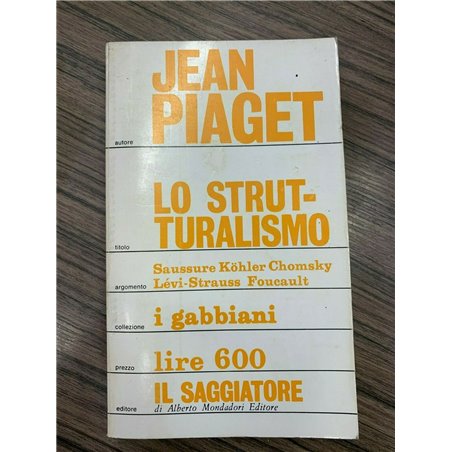 JEAN
autore PIAGET
LO STRUT-
titolo TURALISMO
Saussure Köhler Chomsky
argomento Lévi-Strauss Foucault
collezione i gabbiani
prezzo lire 600
IL SAGGIATORE
editore di Alberto Mondadori Editore